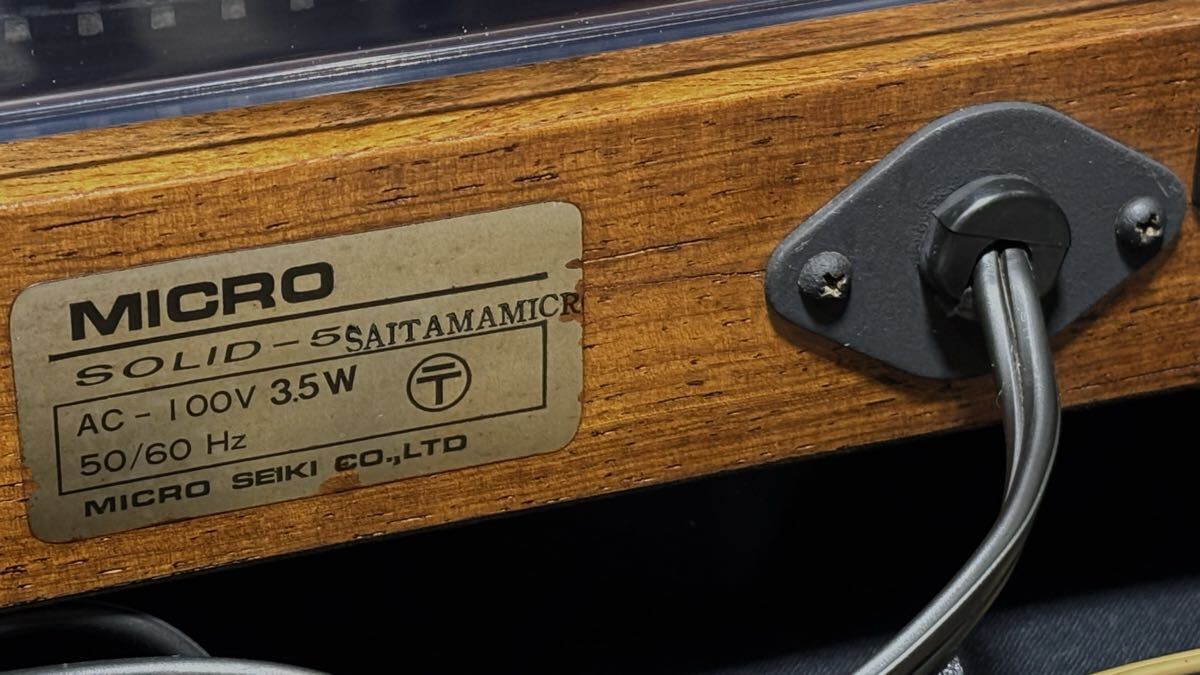 MICRO
SOLID-5 SAITAMAMICR
AC-100V 3.5W
50/60 Hz
MICRO SEIKI CO.,LTD